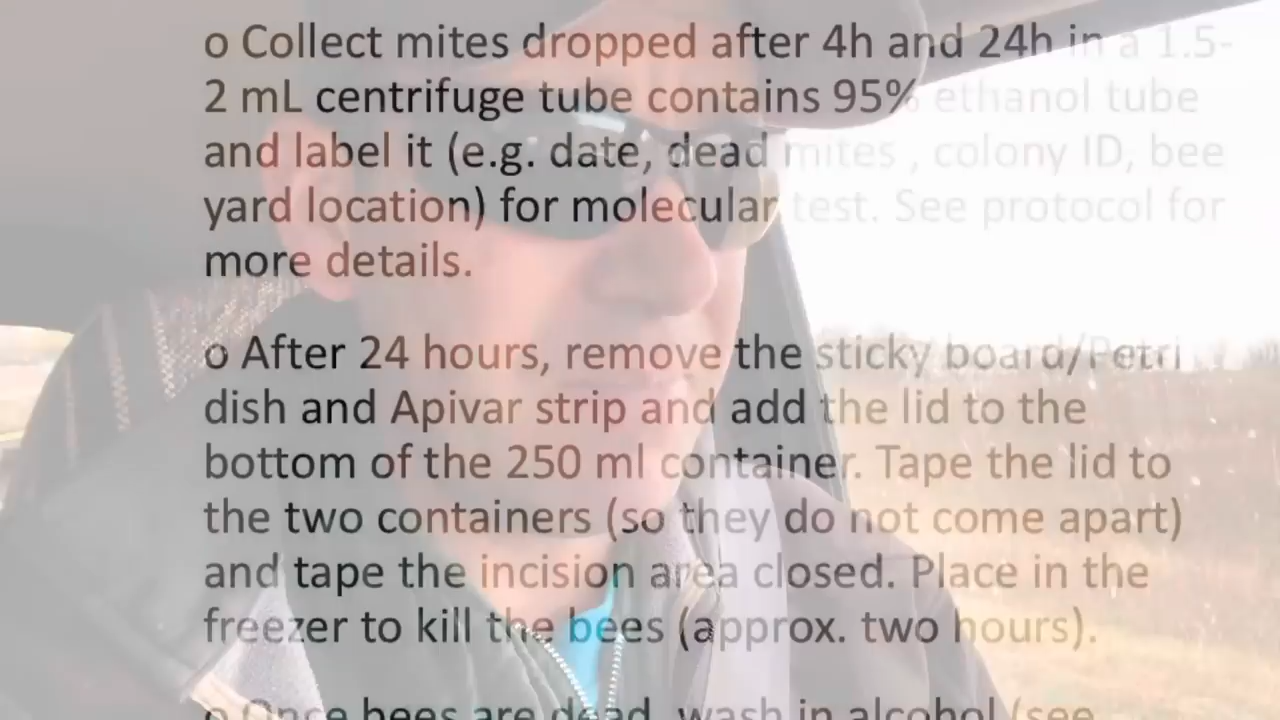 o Collect mites dropped after 4h and 24h in a 1.5-
2 mL centrifuge tube contains 95% ethanol tube
and label it (e.g. date, dead mites , colony ID, bee
yard location) for molecular test. See protocol for
more details.
o After 24 hours, remove the sticky board/Petri
dish and Apivar strip and add the lid to the
bottom of the 250 ml container. Tape the lid to
the two containers (so they do not come apart)
and tape the incision area closed. Place in the
freezer to kill the bees (approx. two hours).
o Once bees are dead, wash in alcohol (see